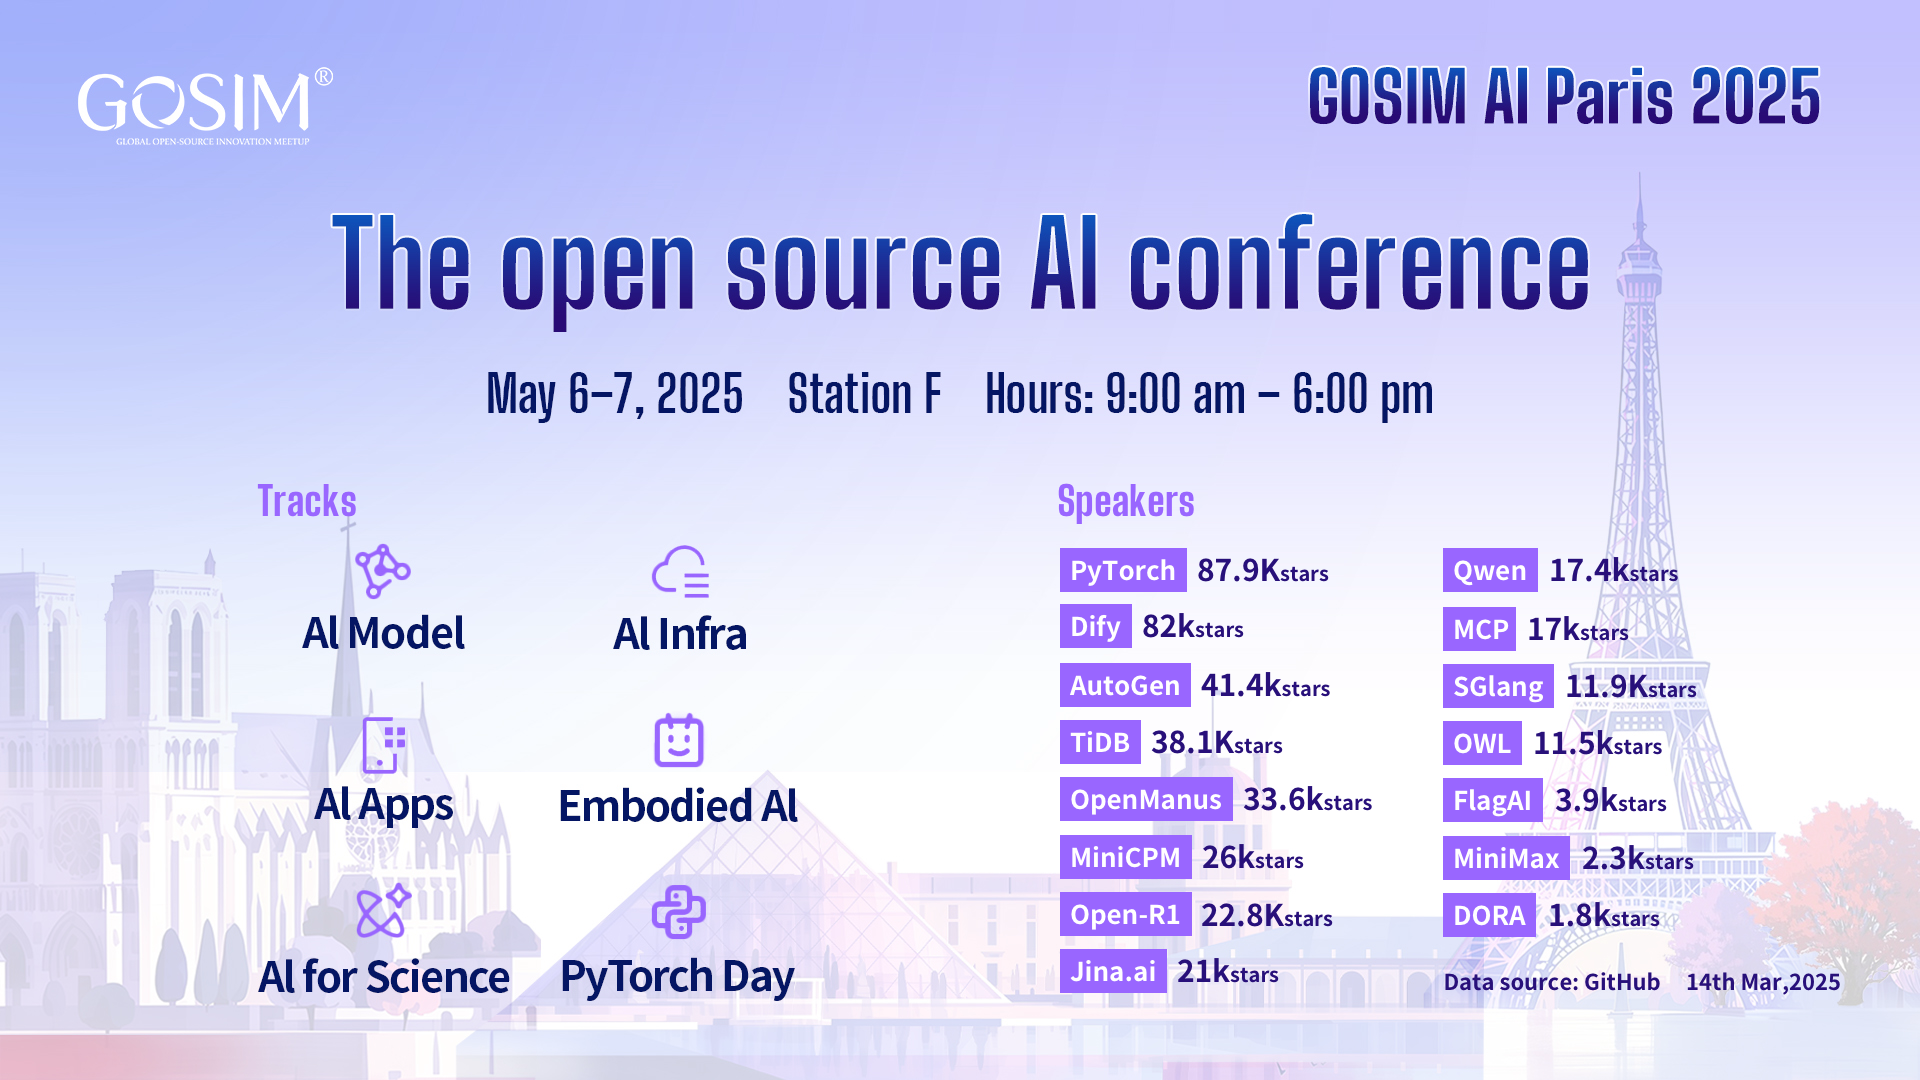 GOSIM®
GLOBAL OPEN-SOURCE INNOVATION MEETUP
GOSIM AI Paris 2025
The open source AI conference
May 6–7, 2025 Station F Hours: 9:00 am – 6:00 pm
Tracks
AI Model
AI Infra
AI Apps
Embodied AI
AI for Science
PyTorch Day
Speakers
PyTorch 87.9Kstars
Dify 82kstars
AutoGen 41.4kstars
TiDB 38.1Kstars
OpenManus 33.6kstars
MiniCPM 26kstars
Open-R1 22.8Kstars
Jina.ai 21kstars
Qwen 17.4kstars
MCP 17kstars
SGlang 11.9Kstars
OWL 11.5kstars
FlagAI 3.9kstars
MiniMax 2.3kstars
DORA 1.8kstars
Data source: GitHub 14th Mar,2025